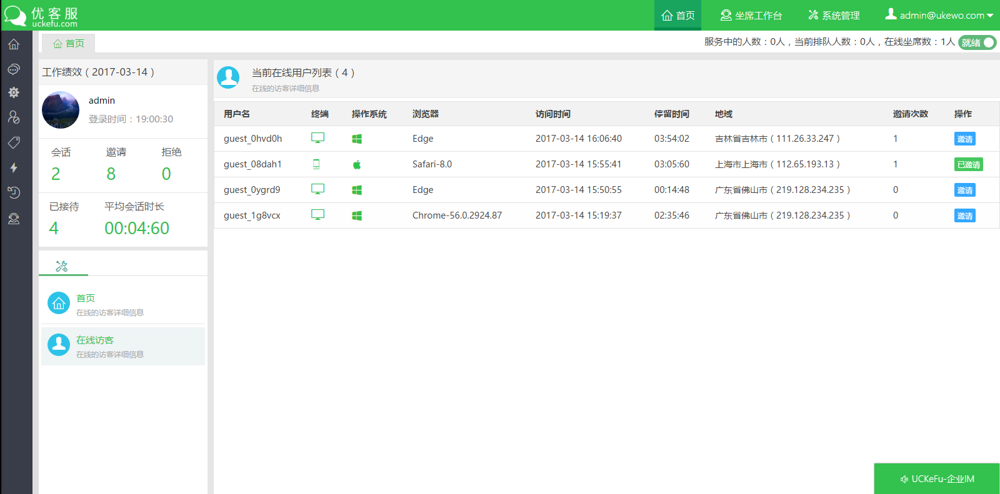 优客服
uckefu.com
首页
坐席工作台
系统管理
admin@ukewo.com
首页
服务中的人数：0人，当前排队人数：0人，在线坐席数：1人
就绪
工作绩效（2017-03-14）
admin
登录时间：19:00:30
会话 邀请 拒绝
2 8 0
已接待 平均会话时长
4 00:04:60
首页
在线的访客详细信息
在线访客
在线的访客详细信息
当前在线用户列表（4）
在线的访客详细信息
用户名 终端 操作系统 浏览器 访问时间 停留时间 地域 邀请次数 操作
guest_0hvd0h Edge 2017-03-14 16:06:40 03:54:02 吉林省吉林市（111.26.33.247） 1 邀请
guest_08dah1 Safari-8.0 2017-03-14 15:55:41 03:05:60 上海市上海市（112.65.193.13） 1 已邀请
guest_0ygrd9 Edge 2017-03-14 15:50:55 00:14:48 广东省佛山市（219.128.234.235） 0 邀请
guest_1g8vcx Chrome-56.0.2924.87 2017-03-14 15:19:37 02:35:46 广东省佛山市（219.128.234.235） 0 邀请
UCKeFu-企业IM